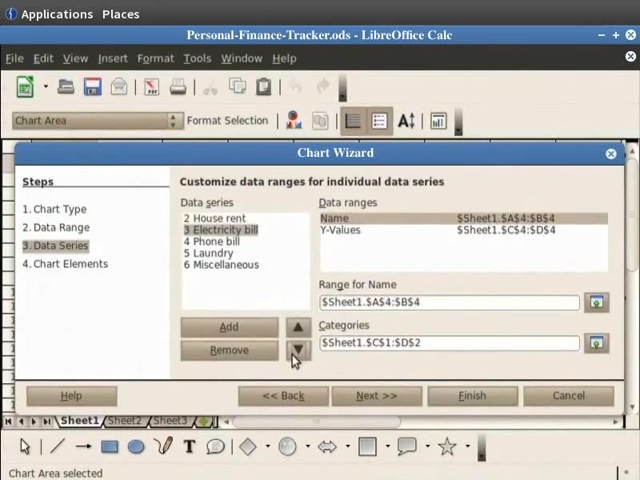 Applications Places
Personal-Finance-Tracker.ods - LibreOffice Calc
File Edit View Insert Format Tools Window Help
Chart Area Format Selection
Chart Wizard
Steps
1. Chart Type
2. Data Range
3. Data Series
4. Chart Elements
Customize data ranges for individual data series
Data series
2 House rent
3 Electricity bill
4 Phone bill
5 Laundry
6 Miscellaneous
Data ranges
Name $Sheet1.$A$4:$B$4
Y-Values $Sheet1.$C$4:$D$4
Range for Name
$Sheet1.$A$4:$B$4
Categories
$Sheet1.$C$1:$D$2
Add
Remove
Help << Back Next >> Finish Cancel
Sheet1 Sheet2 Sheet3
Chart Area selected